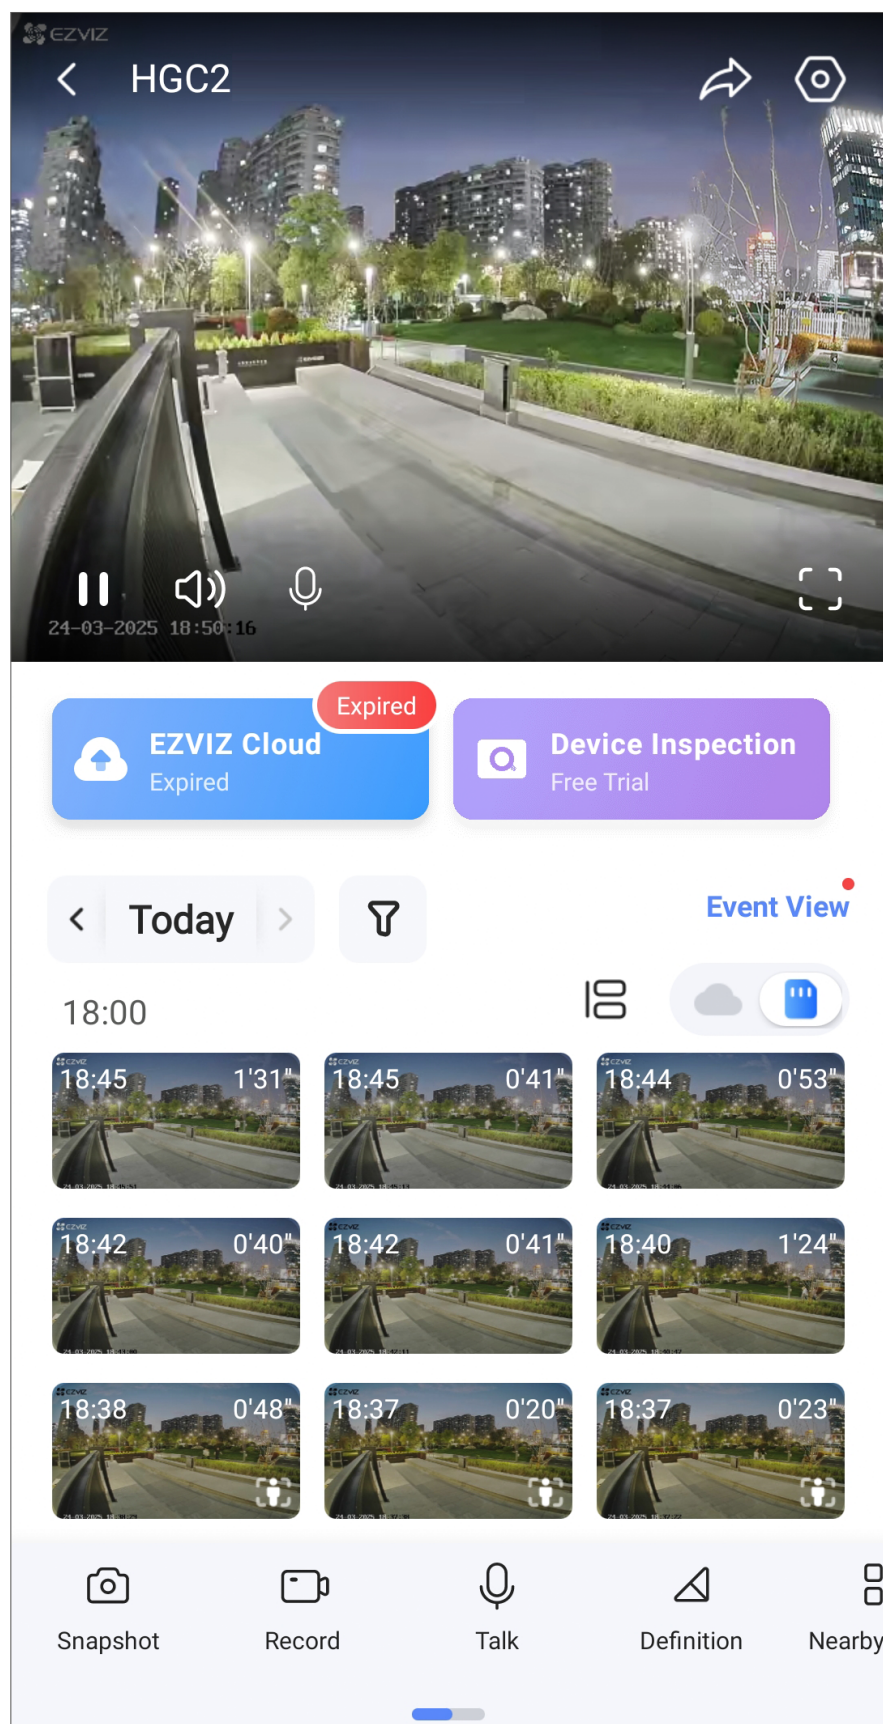 EZVIZ
HGC2
24-03-2025 18:50:16
Expired
EZVIZ Cloud
Expired
Device Inspection
Free Trial
Today
Event View
18:00
18:45 1'31"
18:45 0'41"
18:44 0'53"
18:42 0'40"
18:42 0'41"
18:40 1'24"
18:38 0'48"
18:37 0'20"
18:37 0'23"
Snapshot
Record
Talk
Definition
Nearby